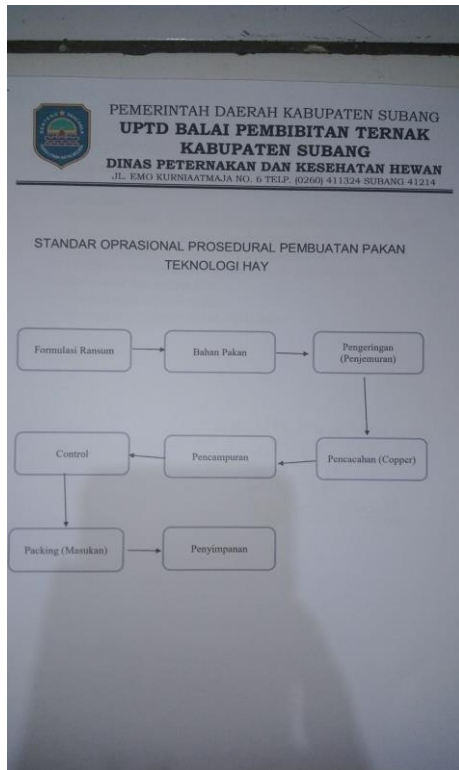 PEMERINTAH DAERAH KABUPATEN SUBANG
UPTD BALAI PEMBIBITAN TERNAK
KABUPATEN SUBANG
DINAS PETERNAKAN DAN KESEHATAN HEWAN
JL. EMO KURNIAATMAJA NO. 6 TELP. (0260) 411324 SUBANG 41214
STANDAR OPRASIONAL PROSEDURAL PEMBUATAN PAKAN
TEKNOLOGI HAY
Formulasi Ransum
Bahan Pakan
Pengeringan
(Penjemuran)
Pencacahan (Copper)
Pencampuran
Control
Packing (Masukan)
Penyimpanan